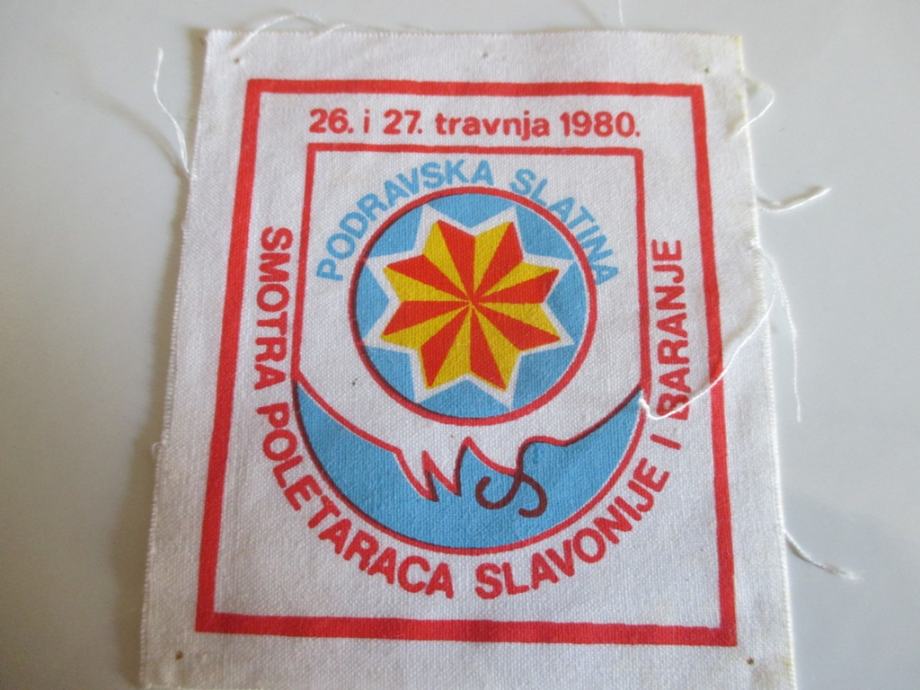 26. i 27. travnja 1980.
PODRAVSKA SLATINA
SMOTRA POLETARACA SLAVONIJE I BARANJE